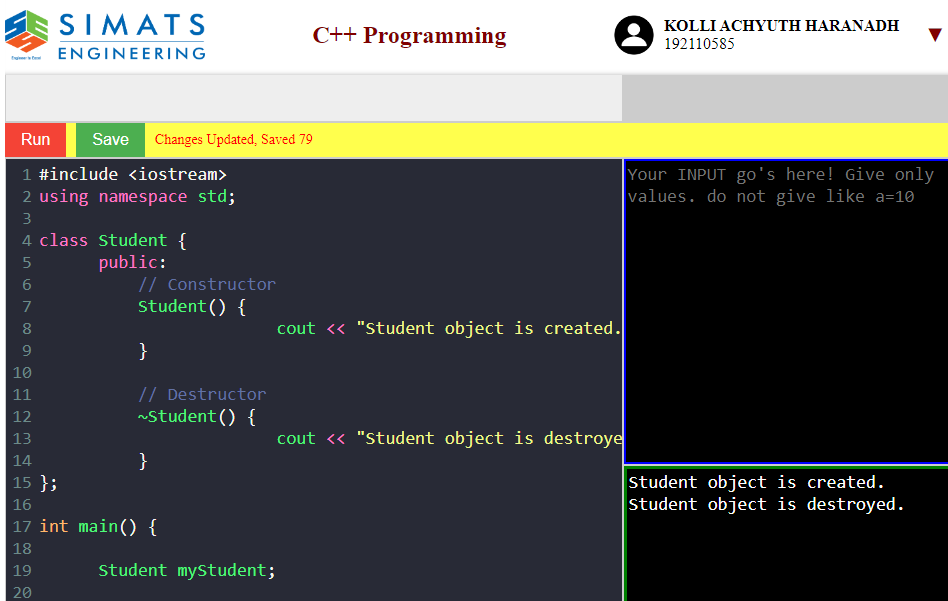 SIMATS
ENGINEERING
Engineer to Excel
C++ Programming
KOLLI ACHYUTH HARANADH
192110585
Run Save Changes Updated, Saved 79
1 #include <iostream>
2 using namespace std;
3
4 class Student {
5 public:
6 // Constructor
7 Student() {
8 cout << "Student object is created.
9 }
10
11 // Destructor
12 ~Student() {
13 cout << "Student object is destroye
14 }
15 };
16
17 int main() {
18
19 Student myStudent;
20
Your INPUT go's here! Give only
values. do not give like a=10
Student object is created.
Student object is destroyed.